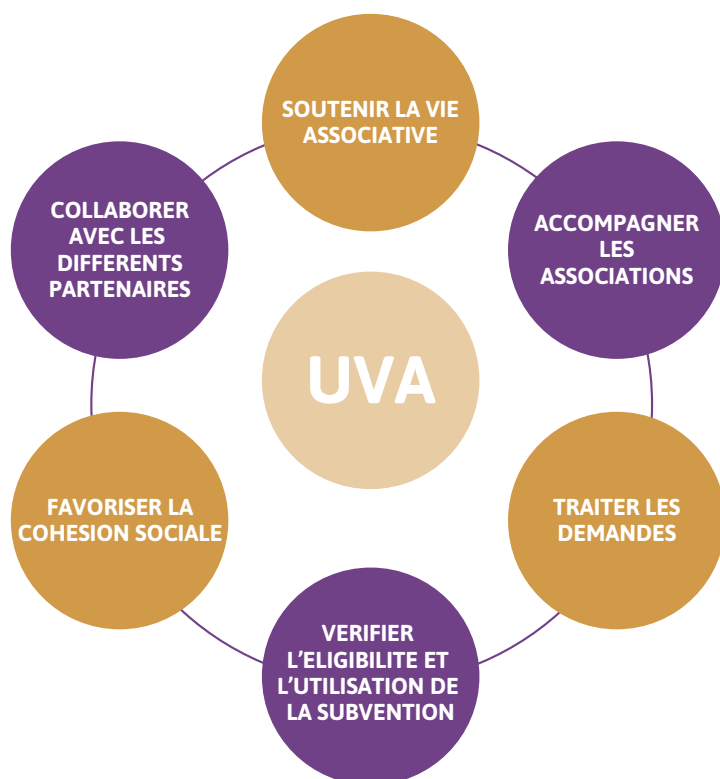 SOUTENIR LA VIE
ASSOCIATIVE
ACCOMPAGNER
LES
ASSOCIATIONS
TRAITER LES
DEMANDES
VERIFIER
L'ELIGIBILITE ET
L'UTILISATION DE
LA SUBVENTION
FAVORISER LA
COHESION SOCIALE
COLLABORER
AVEC LES
DIFFERENTS
PARTENAIRES
UVA